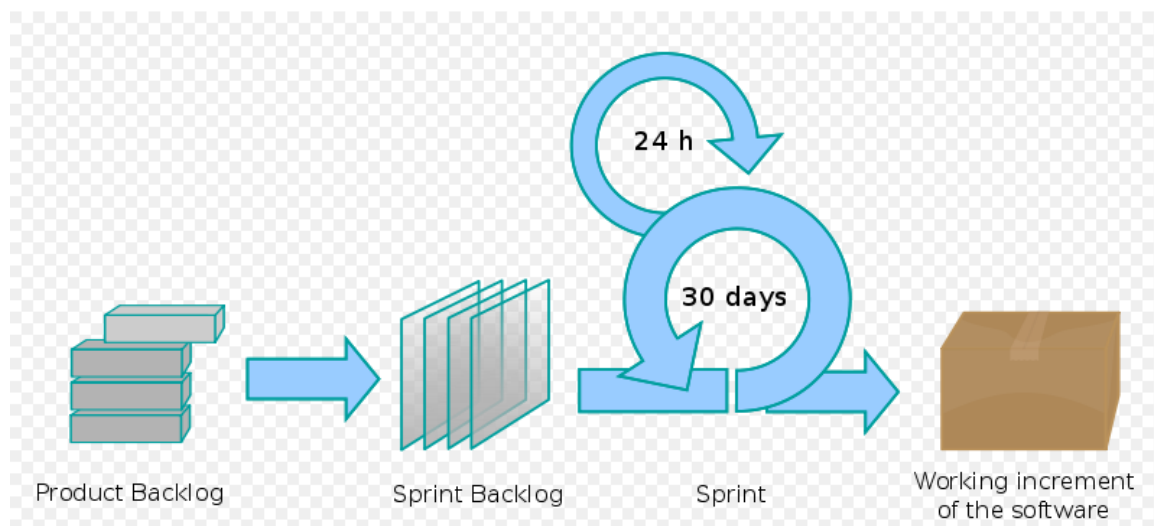 24 h
30 days
Product Backlog
Sprint Backlog
Sprint
Working increment
of the software